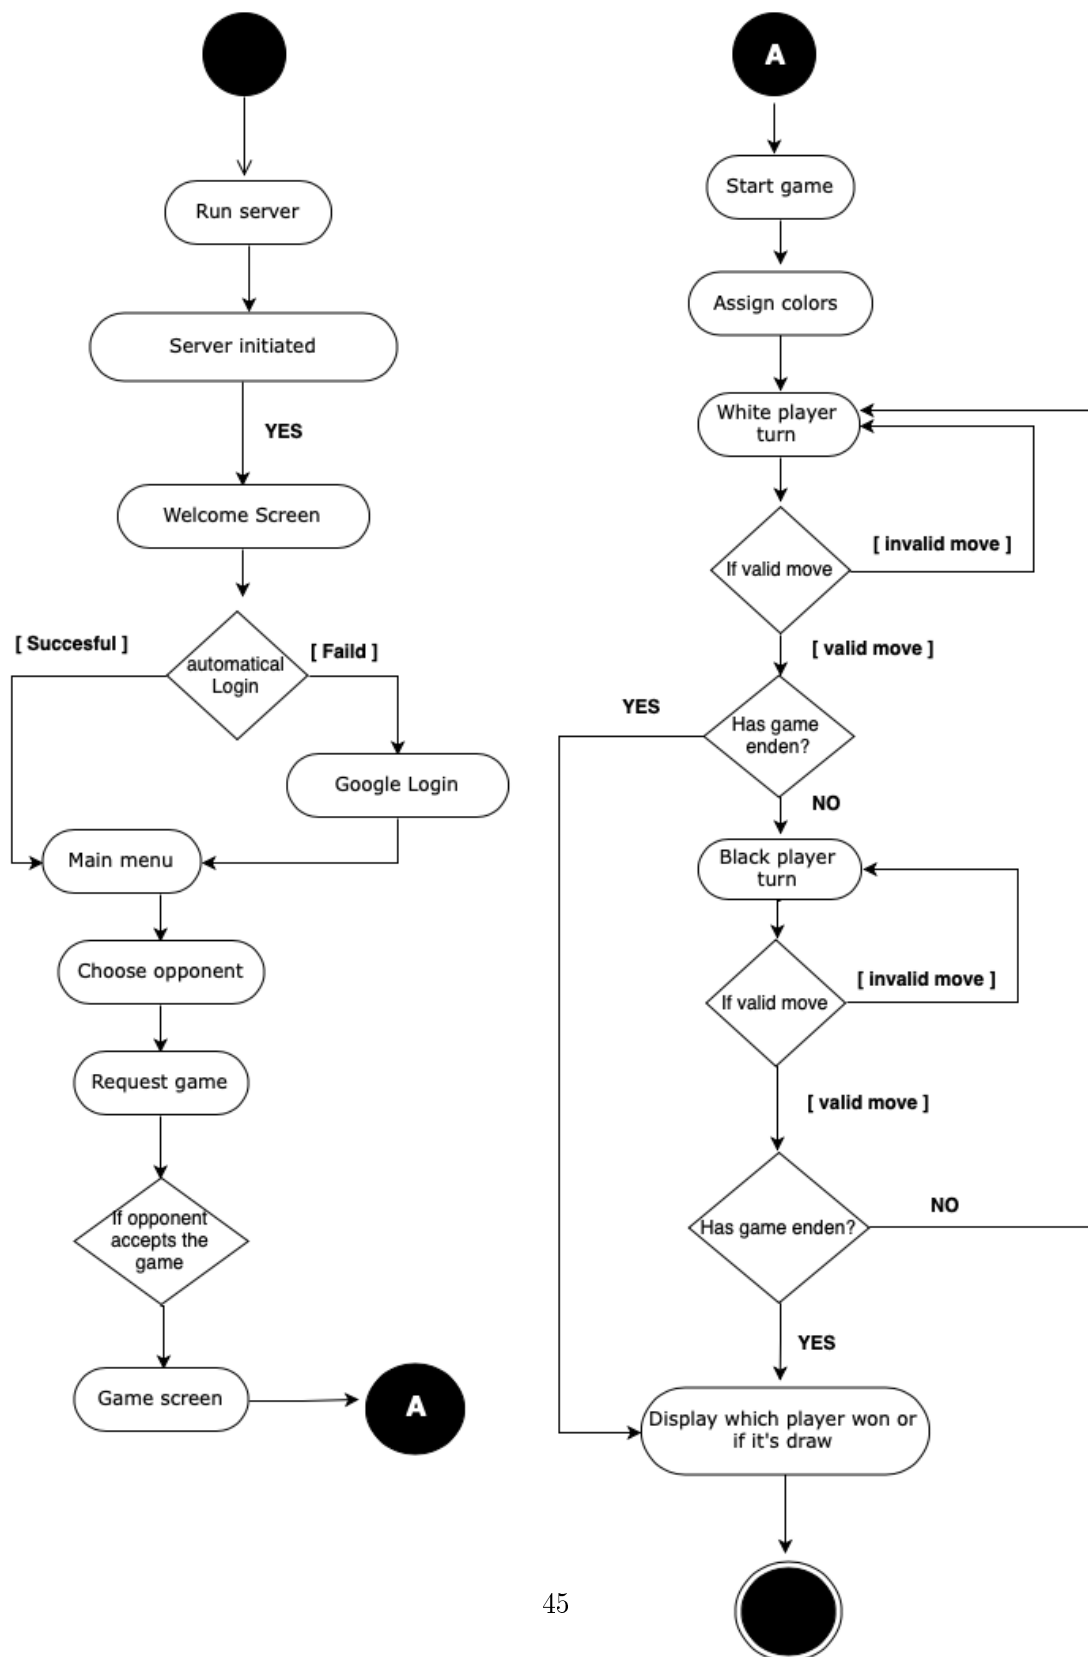 Run server
Server initiated
YES
Welcome Screen
[ Succesful ]
automatical
Login
[ Faild ]
Google Login
Main menu
Choose opponent
Request game
If opponent
accepts the
game
Game screen
A
A
Start game
Assign colors
White player
turn
If valid move
[ invalid move ]
[ valid move ]
Has game
enden?
YES
NO
Black player
turn
If valid move
[ invalid move ]
[ valid move ]
Has game enden?
NO
YES
Display which player won or
if it's draw
45